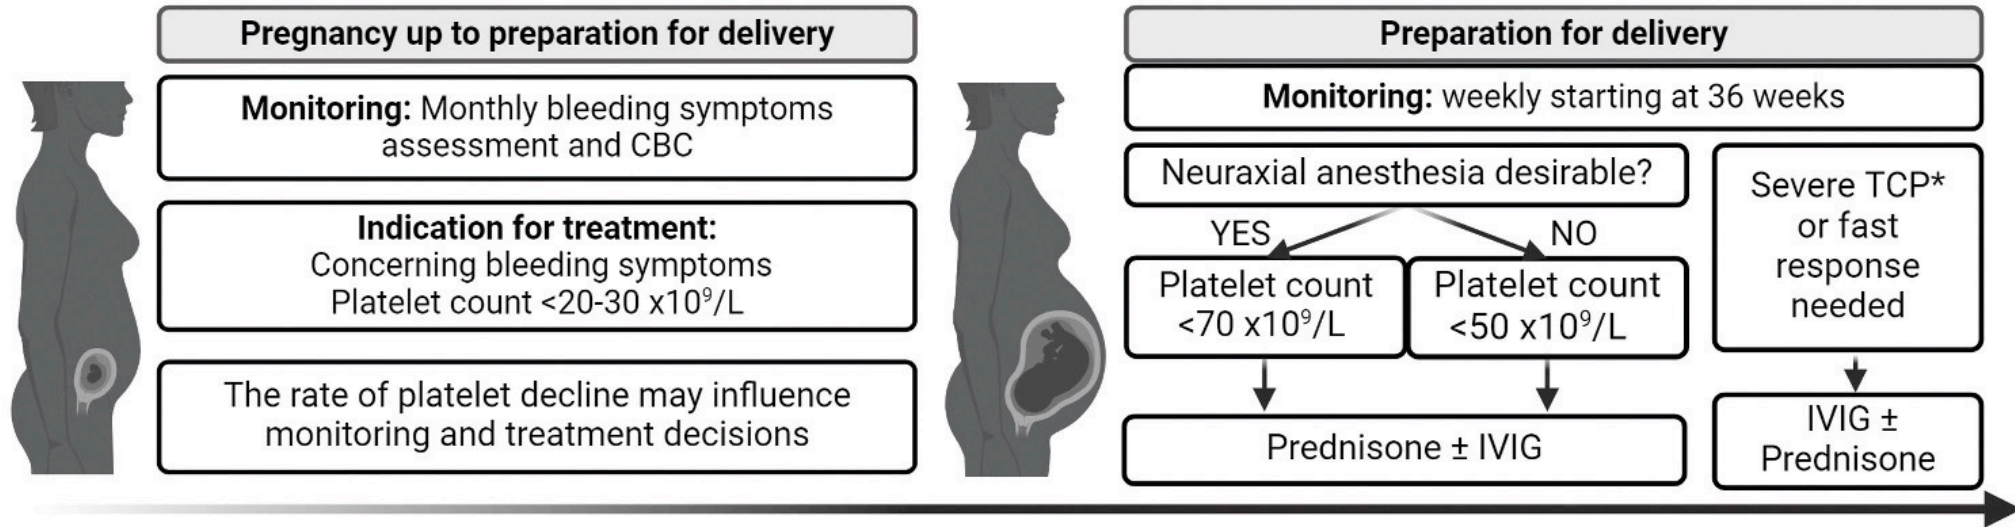 Pregnancy up to preparation for delivery
Monitoring: Monthly bleeding symptoms
assessment and CBC
Indication for treatment:
Concerning bleeding symptoms
Platelet count <20-30 x10⁹/L
The rate of platelet decline may influence
monitoring and treatment decisions
Preparation for delivery
Monitoring: weekly starting at 36 weeks
Neuraxial anesthesia desirable?
YES
NO
Platelet count
<70 x10⁹/L
Platelet count
<50 x10⁹/L
Prednisone ± IVIG
Severe TCP*
or fast
response
needed
IVIG ±
Prednisone